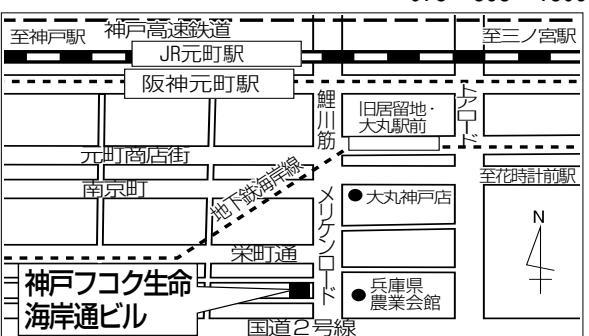 至神戸駅
神戸高速鉄道
至三ノ宮駅
JR元町駅
阪神元町駅
鯉川筋
旧居留地・
大丸駅前
トアロード
元町商店街
至花時計前駅
南京町
地下鉄海岸線
メリケンロード
大丸神戸店
N
栄町通
神戸フコク生命
海岸通ビル
兵庫県
農業会館
国道2号線